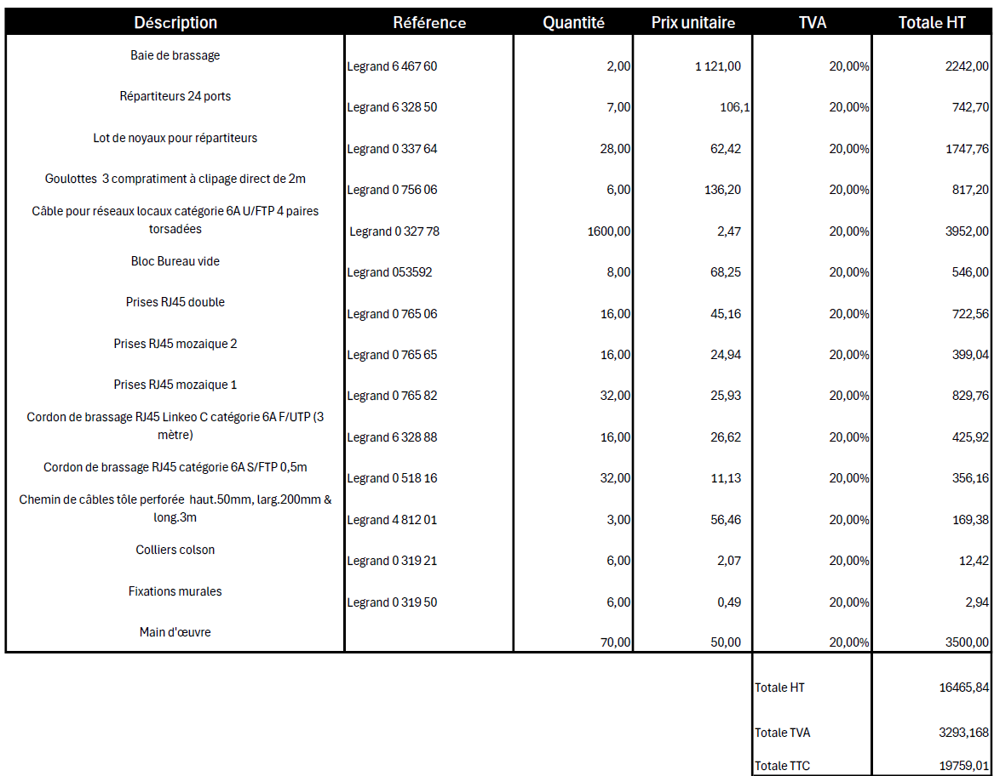 Déscription Référence Quantité Prix unitaire TVA Totale HT
Baie de brassage
Legrand 6 467 60 2,00 1 121,00 20,00% 2242,00
Répartiteurs 24 ports
Legrand 6 328 50 7,00 106,1 20,00% 742,70
Lot de noyaux pour répartiteurs
Legrand 0 337 64 28,00 62,42 20,00% 1747,76
Goulottes 3 compratiment à clipage direct de 2m
Legrand 0 756 06 6,00 136,20 20,00% 817,20
Câble pour réseaux locaux catégorie 6A U/FTP 4 paires
torsadées
Legrand 0 327 78 1600,00 2,47 20,00% 3952,00
Bloc Bureau vide
Legrand 053592 8,00 68,25 20,00% 546,00
Prises RJ45 double
Legrand 0 765 06 16,00 45,16 20,00% 722,56
Prises RJ45 mozaique 2
Legrand 0 765 65 16,00 24,94 20,00% 399,04
Prises RJ45 mozaique 1
Legrand 0 765 82 32,00 25,93 20,00% 829,76
Cordon de brassage RJ45 Linkeo C catégorie 6A F/UTP (3
mètre)
Legrand 6 328 88 16,00 26,62 20,00% 425,92
Cordon de brassage RJ45 catégorie 6A S/FTP 0,5m
Legrand 0 518 16 32,00 11,13 20,00% 356,16
Chemin de câbles tôle perforée haut.50mm, larg.200mm &
long.3m
Legrand 4 812 01 3,00 56,46 20,00% 169,38
Colliers colson
Legrand 0 319 21 6,00 2,07 20,00% 12,42
Fixations murales
Legrand 0 319 50 6,00 0,49 20,00% 2,94
Main d'œuvre
70,00 50,00 20,00% 3500,00
Totale HT 16465,84
Totale TVA 3293,168
Totale TTC 19759,01